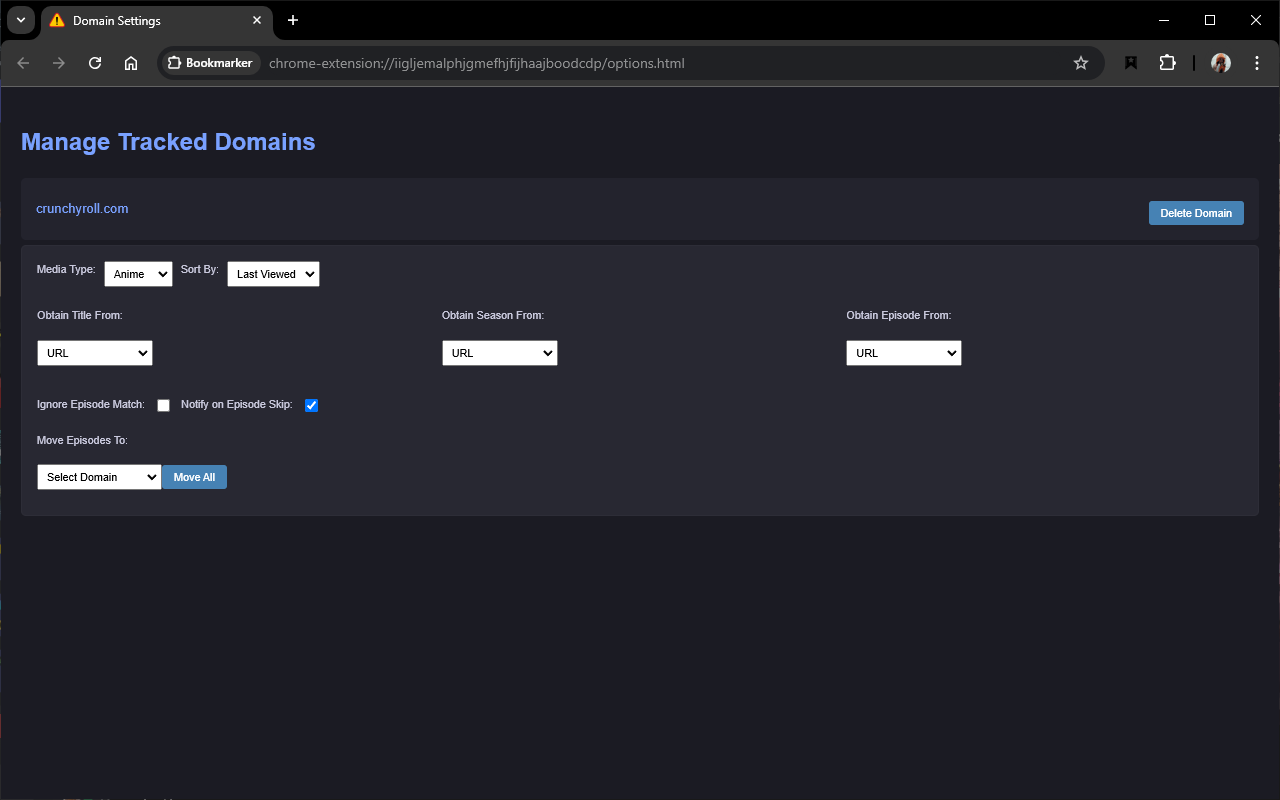 Domain Settings
Bookmarker
chrome-extension://iigljemalphjgmefhjfijhaajboodcdp/options.html
Manage Tracked Domains
crunchyroll.com
Delete Domain
Media Type: Anime Sort By: Last Viewed
Obtain Title From: Obtain Season From: Obtain Episode From:
URL URL URL
Ignore Episode Match: Notify on Episode Skip:
Move Episodes To:
Select Domain Move All